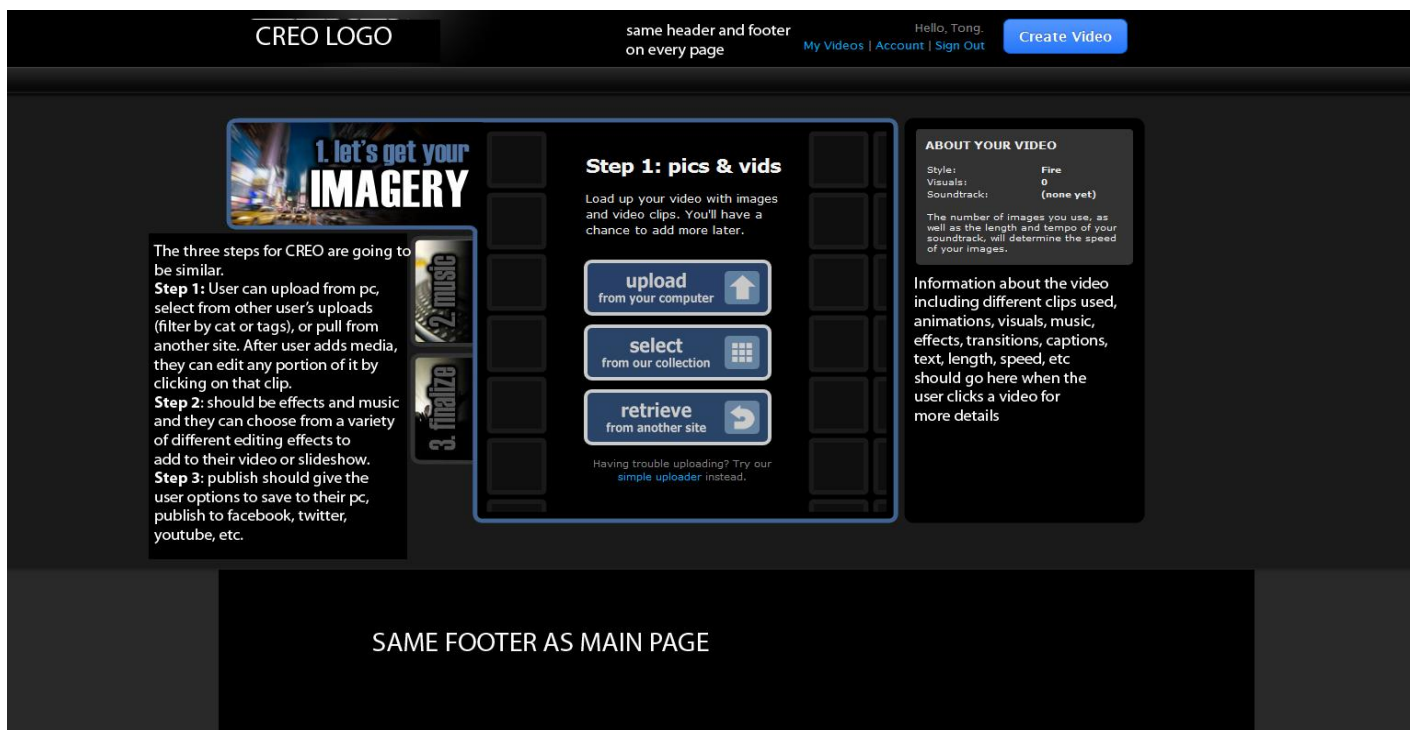 CREO LOGO
same header and footer
on every page
Hello, Tong.
My Videos | Account | Sign Out
Create Video
1. let's get your
IMAGERY
The three steps for CREO are going to
be similar.
Step 1: User can upload from pc,
select from other user's uploads
(filter by cat or tags), or pull from
another site. After user adds media,
they can edit any portion of it by
clicking on that clip.
Step 2: should be effects and music
and they can choose from a variety
of different editing effects to
add to their video or slideshow.
Step 3: publish should give the
user options to save to their pc,
publish to facebook, twitter,
youtube, etc.
2. music
3. finalize
Step 1: pics & vids
Load up your video with images
and video clips. You'll have a
chance to add more later.
upload
from your computer
select
from our collection
retrieve
from another site
Having trouble uploading? Try our
simple uploader instead.
ABOUT YOUR VIDEO
Style: Fire
Visuals: 0
Soundtrack: (none yet)
The number of images you use, as
well as the length and tempo of your
soundtrack, will determine the speed
of your images.
Information about the video
including different clips used,
animations, visuals, music,
effects, transitions, captions,
text, length, speed, etc
should go here when the
user clicks a video for
more details
SAME FOOTER AS MAIN PAGE